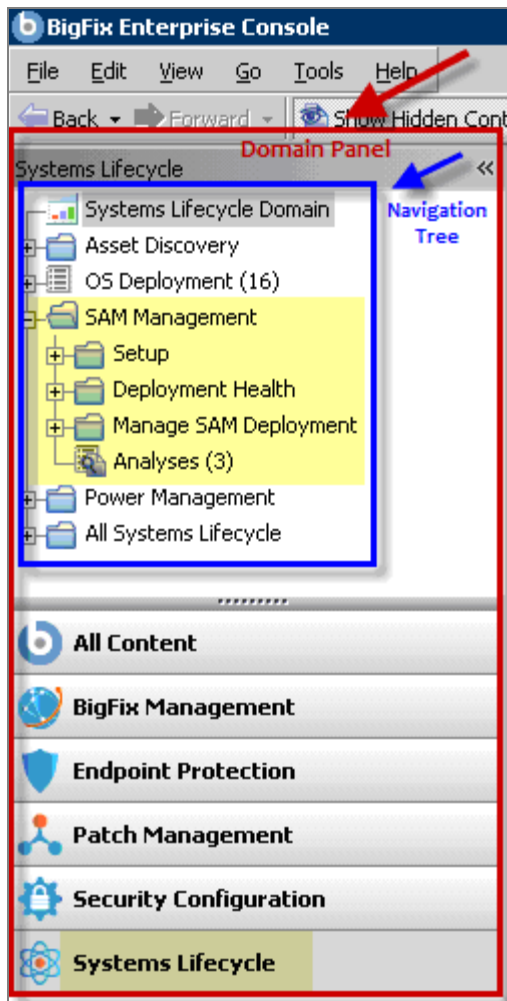 BigFix Enterprise Console
File Edit View Go Tools Help
Back Forward Show Hidden Cont
Domain Panel
Systems Lifecycle «
Systems Lifecycle Domain
Navigation
Tree
Asset Discovery
OS Deployment (16)
SAM Management
Setup
Deployment Health
Manage SAM Deployment
Analyses (3)
Power Management
All Systems Lifecycle
All Content
BigFix Management
Endpoint Protection
Patch Management
Security Configuration
Systems Lifecycle